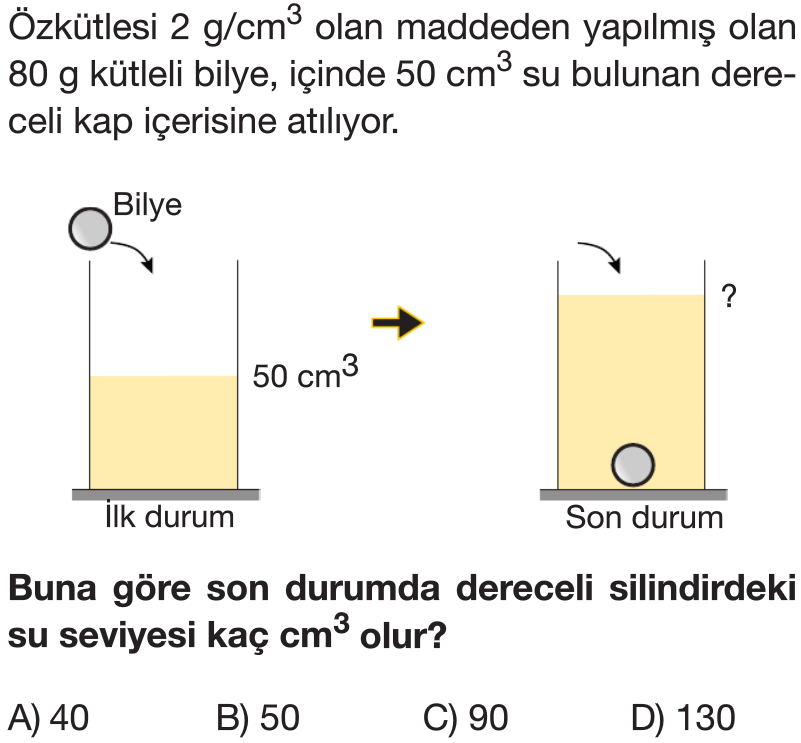 Özkütlesi 2 g/cm³ olan maddeden yapılmış olan
80 g kütleli bilye, içinde 50 cm³ su bulunan dere-
celi kap içerisine atılıyor.
Bilye
?
50 cm³
İlk durum
Son durum
Buna göre son durumda dereceli silindirdeki
su seviyesi kaç cm³ olur?
A) 40 B) 50 C) 90 D) 130